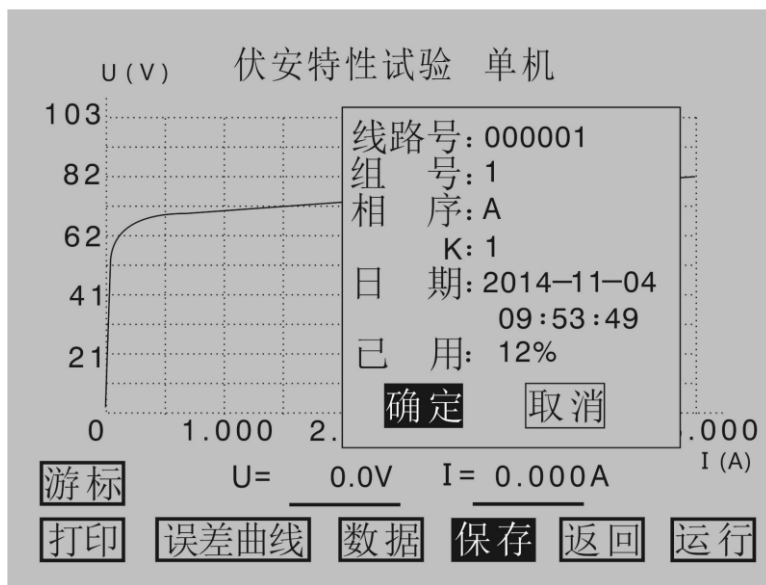 U(V) 伏安特性试验 单机
103
82
62
41
21
0 1.000 2. .000
I(A)
线路号: 000001
组 号: 1
相 序: A
K: 1
日 期: 2014-11-04
09:53:49
已 用: 12%
确定 取消
游标 U= 0.0V I= 0.000A
打印 误差曲线 数据 保存 返回 运行